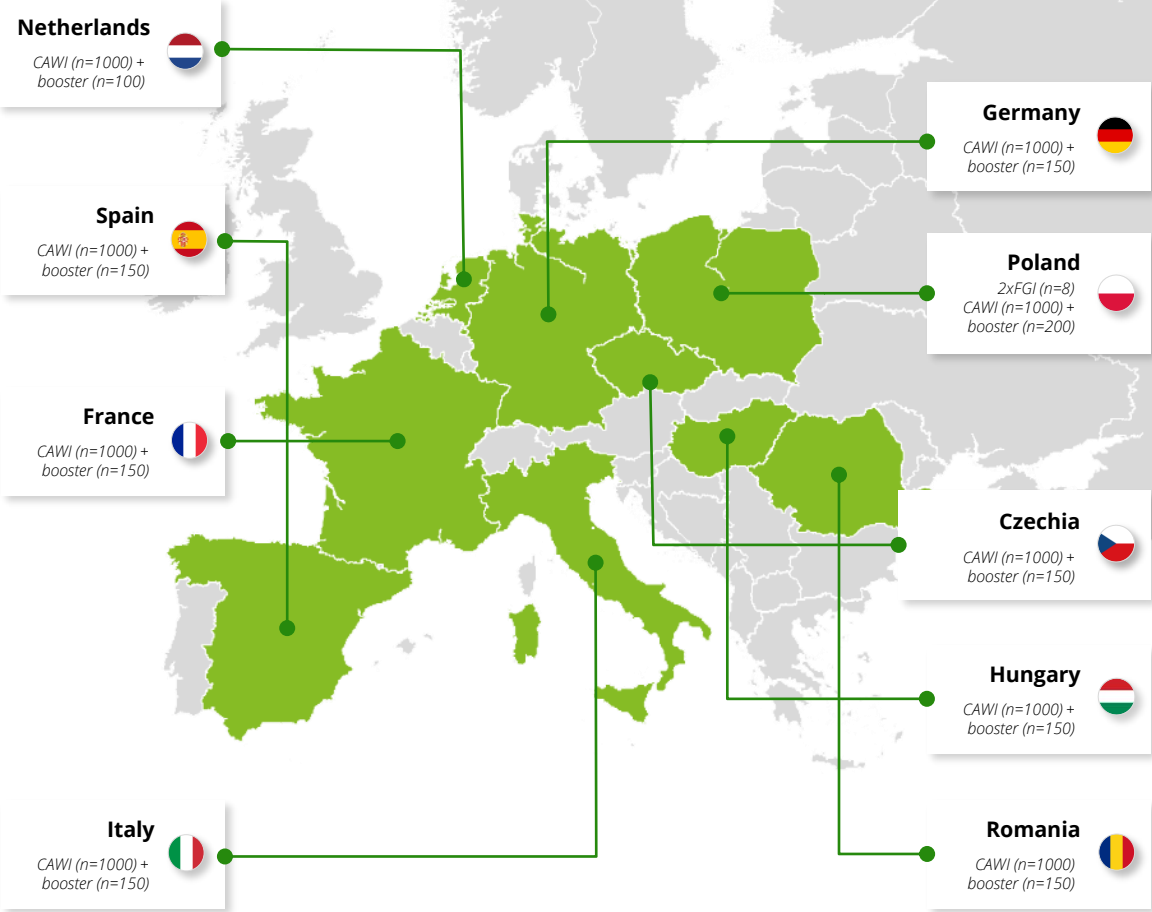 Netherlands
CAWI (n=1000) +
booster (n=100)
Spain
CAWI (n=1000) +
booster (n=150)
France
CAWI (n=1000) +
booster (n=150)
Italy
CAWI (n=1000) +
booster (n=150)
Germany
CAWI (n=1000) +
booster (n=150)
Poland
2xFGI (n=8)
CAWI (n=1000) +
booster (n=200)
Czechia
CAWI (n=1000) +
booster (n=150)
Hungary
CAWI (n=1000) +
booster (n=150)
Romania
CAWI (n=1000)
booster (n=150)